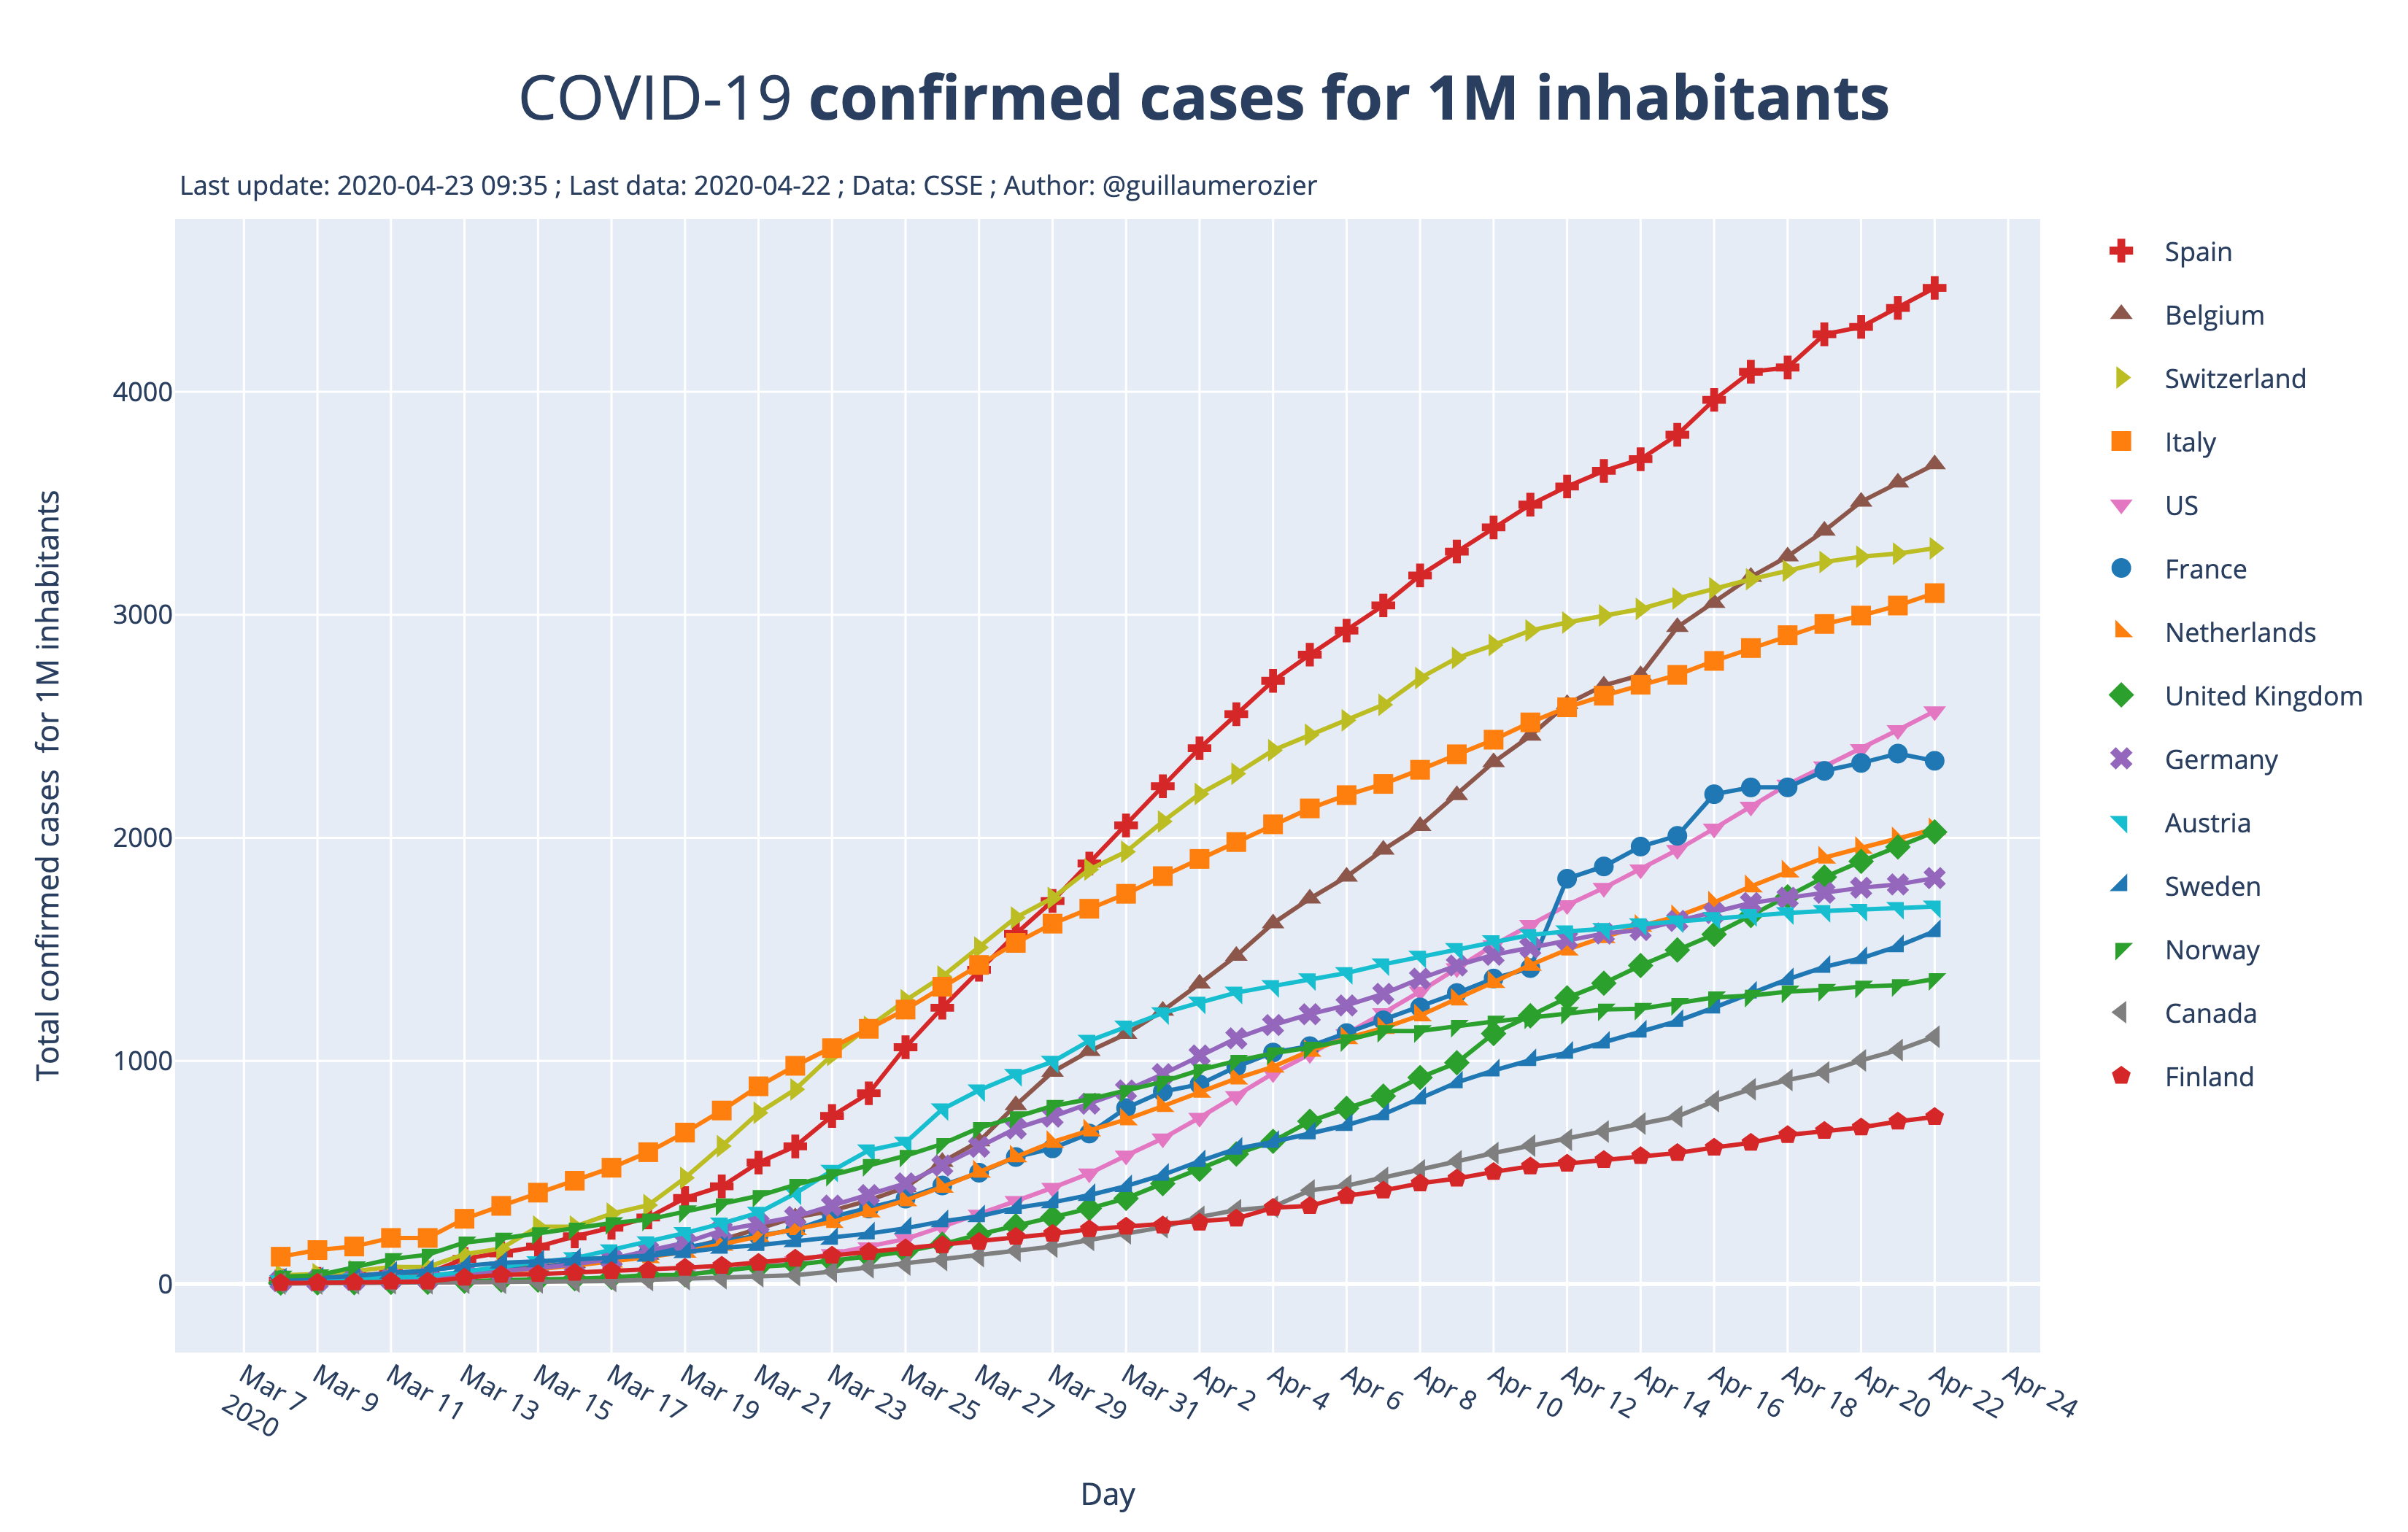 COVID-19 confirmed cases for 1M inhabitants
Last update: 2020-04-23 09:35 ; Last data: 2020-04-22 ; Data: CSSE ; Author: @guillaumerozier
Total confirmed cases  for 1M inhabitants
4000
3000
2000
1000
0
Mar 7
2020
Mar 9
Mar 11
Mar 13
Mar 15
Mar 17
Mar 19
Mar 21
Mar 23
Mar 25
Mar 27
Mar 29
Mar 31
Apr 2
Apr 4
Apr 6
Apr 8
Apr 10
Apr 12
Apr 14
Apr 16
Apr 18
Apr 20
Apr 22
Apr 24
Day
Spain
Belgium
Switzerland
Italy
US
France
Netherlands
United Kingdom
Germany
Austria
Sweden
Norway
Canada
Finland